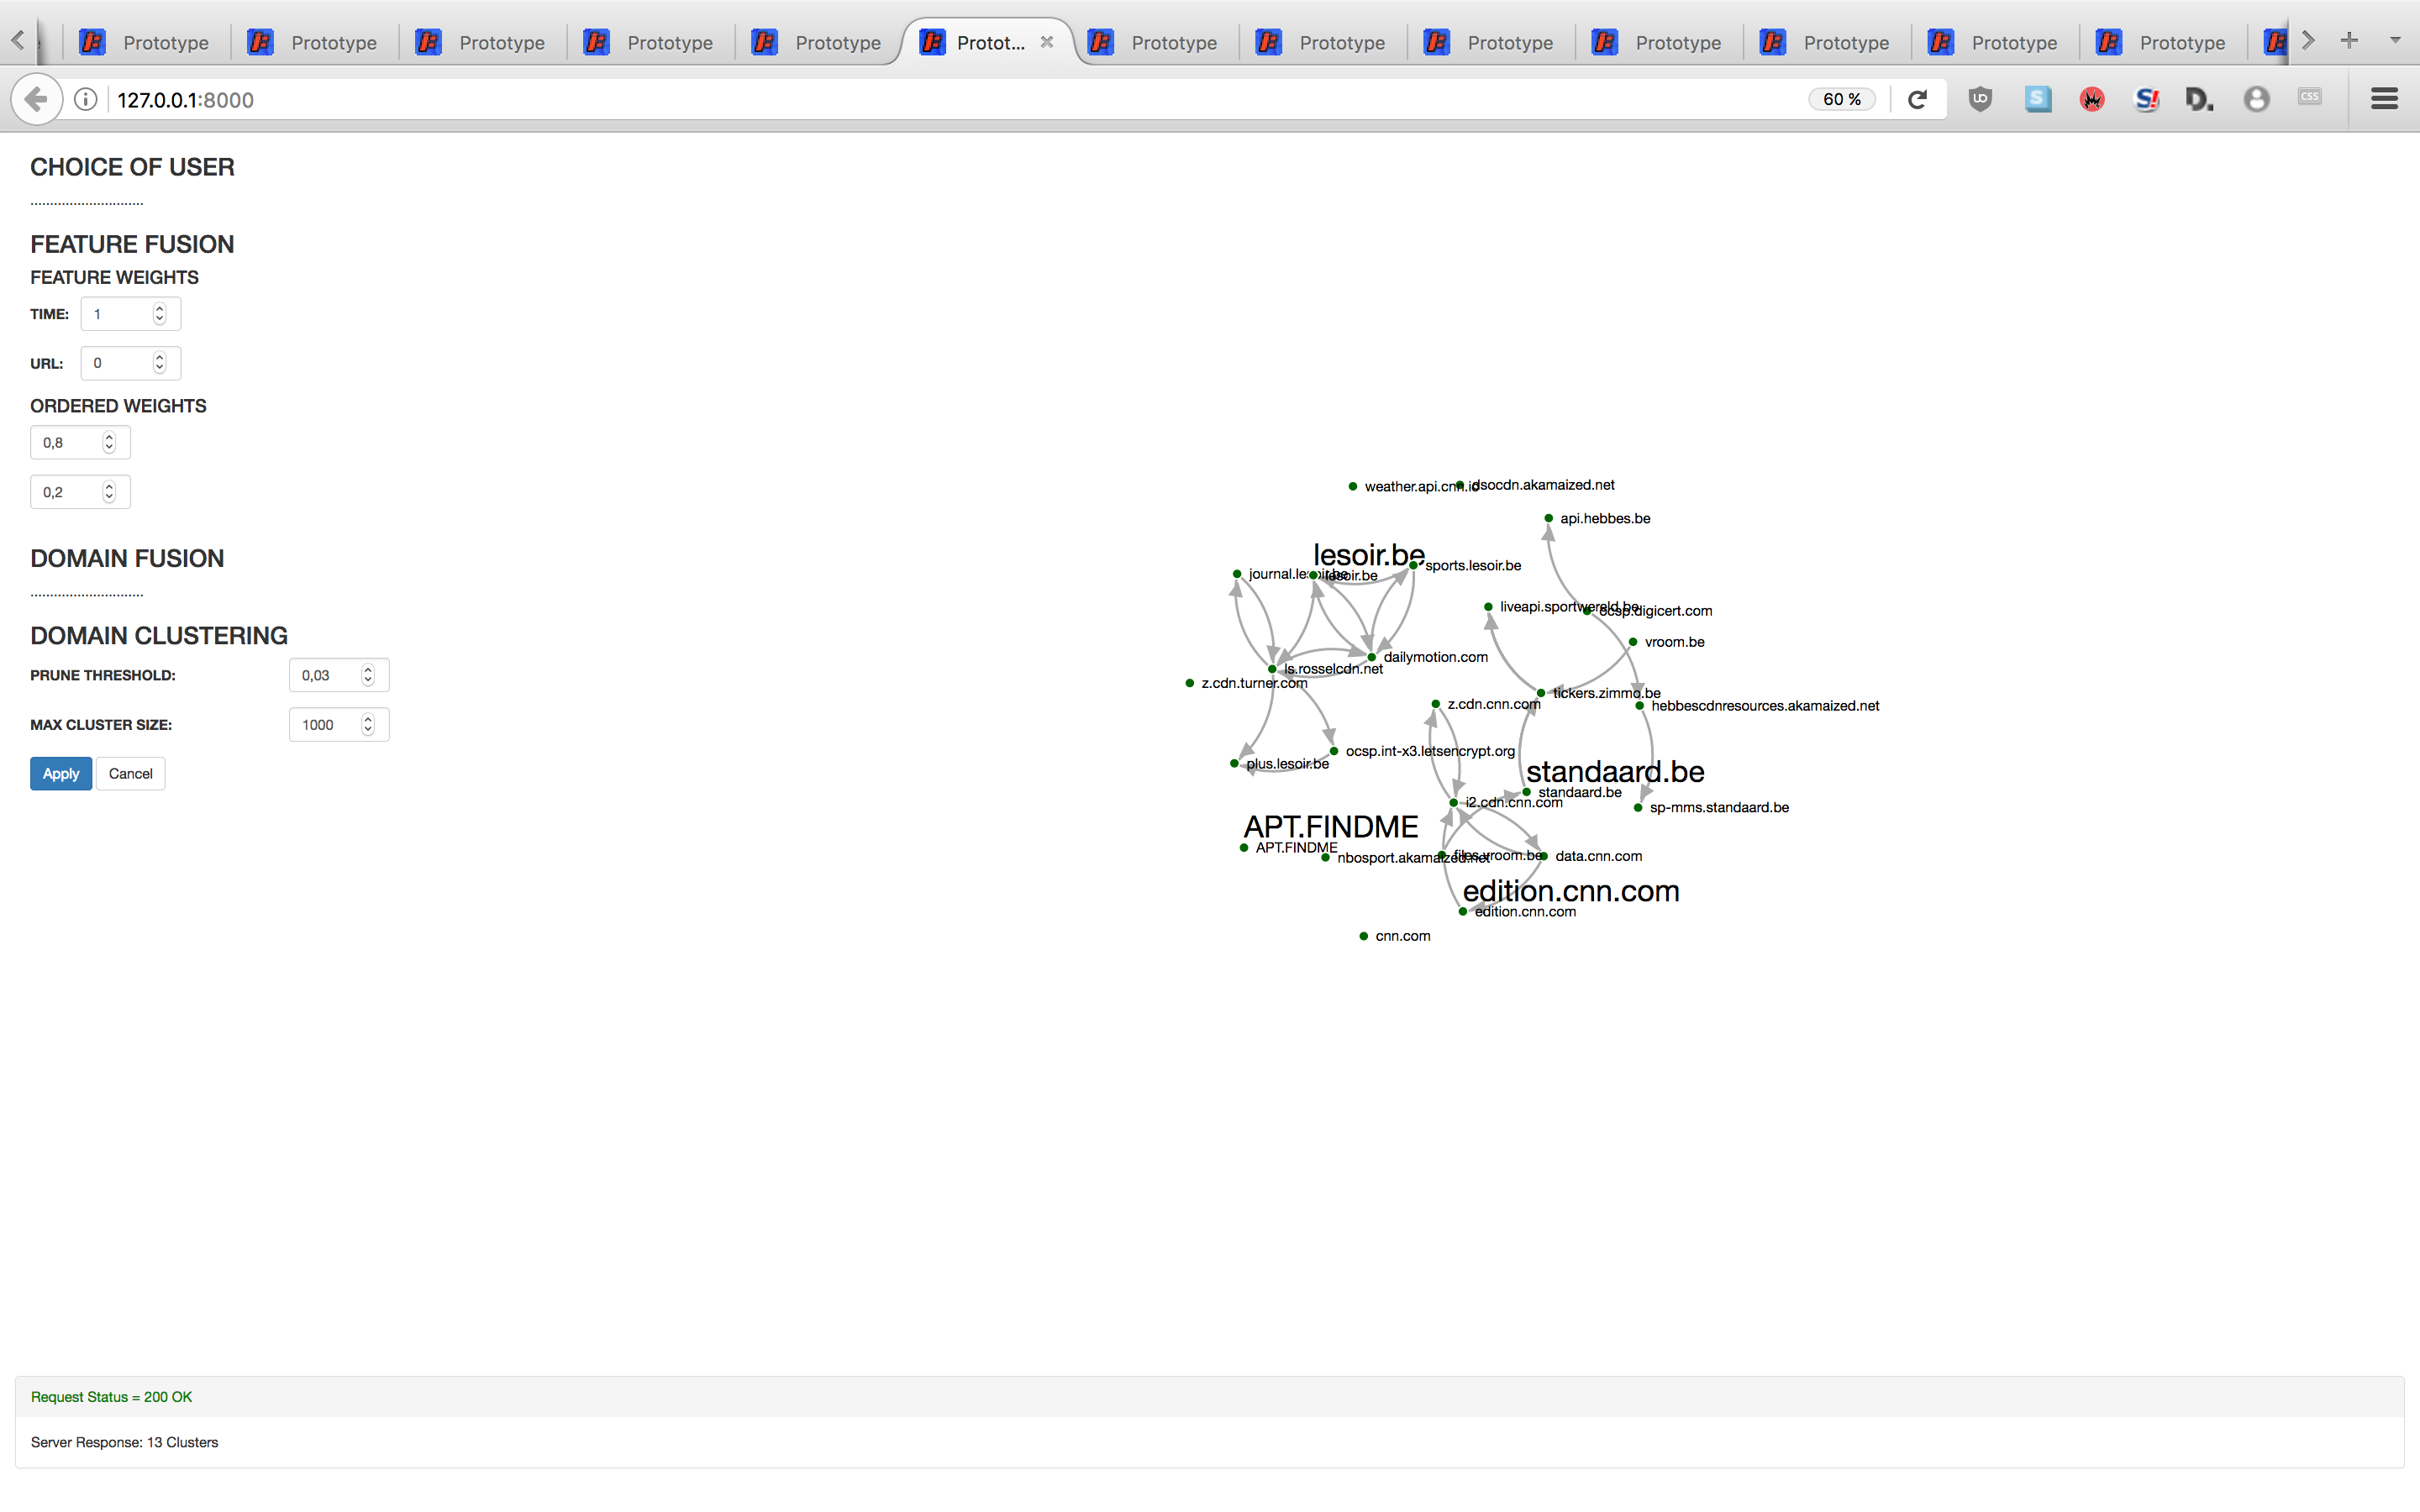 Prototype Prototype Prototype Prototype Prototype Protot... Prototype Prototype Prototype Prototype Prototype Prototype Prototype
127.0.0.1:8000 60 % S S! D. CSS
CHOICE OF USER
.............................
FEATURE FUSION
FEATURE WEIGHTS
TIME: 1
URL: 0
ORDERED WEIGHTS
0,8
0,2
DOMAIN FUSION
.............................
DOMAIN CLUSTERING
PRUNE THRESHOLD: 0,03
MAX CLUSTER SIZE: 1000
Apply Cancel
weather.api.cnn.io
dsocdn.akamaized.net
api.hebbes.be
lesoir.be
sports.lesoir.be
journal.lesoir.be
lesoir.be
liveapi.sportwereld.be
ocsp.digicert.com
vroom.be
dailymotion.com
ls.rosselcdn.net
z.cdn.turner.com
tickers.zimmo.be
z.cdn.cnn.com
hebbescdnresources.akamaized.net
ocsp.int-x3.letsencrypt.org
plus.lesoir.be
standaard.be
standaard.be
i2.cdn.cnn.com
sp-mms.standaard.be
APT.FINDME
APT.FINDME
nbosport.akamaized.net
files.vroom.be
data.cnn.com
edition.cnn.com
edition.cnn.com
cnn.com
Request Status = 200 OK
Server Response: 13 Clusters